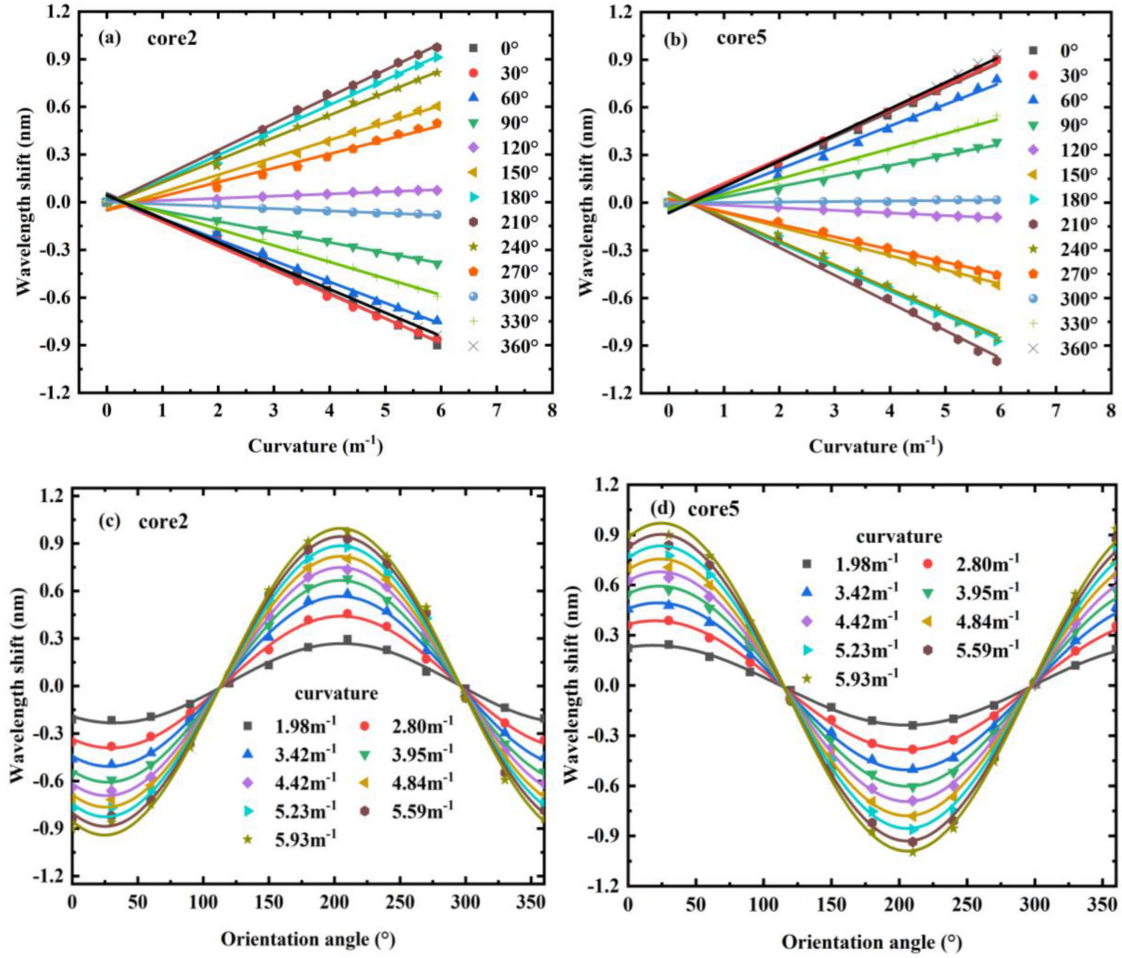 (a) core2
1.2
0.9
0.6
0.3
0.0
-0.3
-0.6
-0.9
-1.2
Wavelength shift (nm)
0°
30°
60°
90°
120°
150°
180°
210°
240°
270°
300°
330°
360°
0 1 2 3 4 5 6 7 8
Curvature (m-1)
(b) core5
1.2
0.9
0.6
0.3
0.0
-0.3
-0.6
-0.9
-1.2
Wavelength shift (nm)
0°
30°
60°
90°
120°
150°
180°
210°
240°
270°
300°
330°
360°
0 1 2 3 4 5 6 7 8
Curvature (m-1)
(c) core2
1.2
0.9
0.6
0.3
0.0
-0.3
-0.6
-0.9
-1.2
Wavelength shift (nm)
curvature
1.98m-1 2.80m-1
3.42m-1 3.95m-1
4.42m-1 4.84m-1
5.23m-1 5.59m-1
5.93m-1
0 50 100 150 200 250 300 350
Orientation angle (°)
(d) core5
1.2
0.9
0.6
0.3
0.0
-0.3
-0.6
-0.9
-1.2
Wavelength shift (nm)
curvature
1.98m-1 2.80m-1
3.42m-1 3.95m-1
4.42m-1 4.84m-1
5.23m-1 5.59m-1
5.93m-1
0 50 100 150 200 250 300 350
Orientation angle (°)